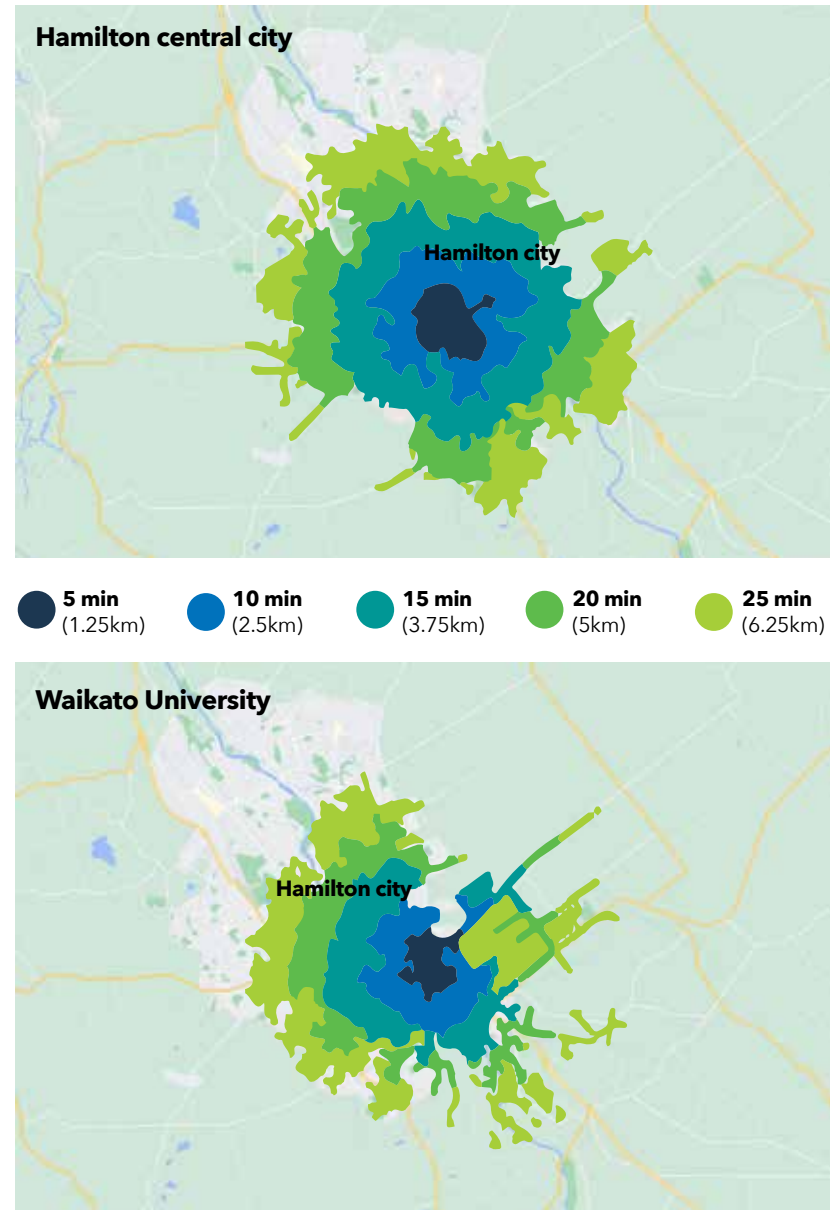 Hamilton central city
Hamilton city
5 min
(1.25km)
10 min
(2.5km)
15 min
(3.75km)
20 min
(5km)
25 min
(6.25km)
Waikato University
Hamilton city